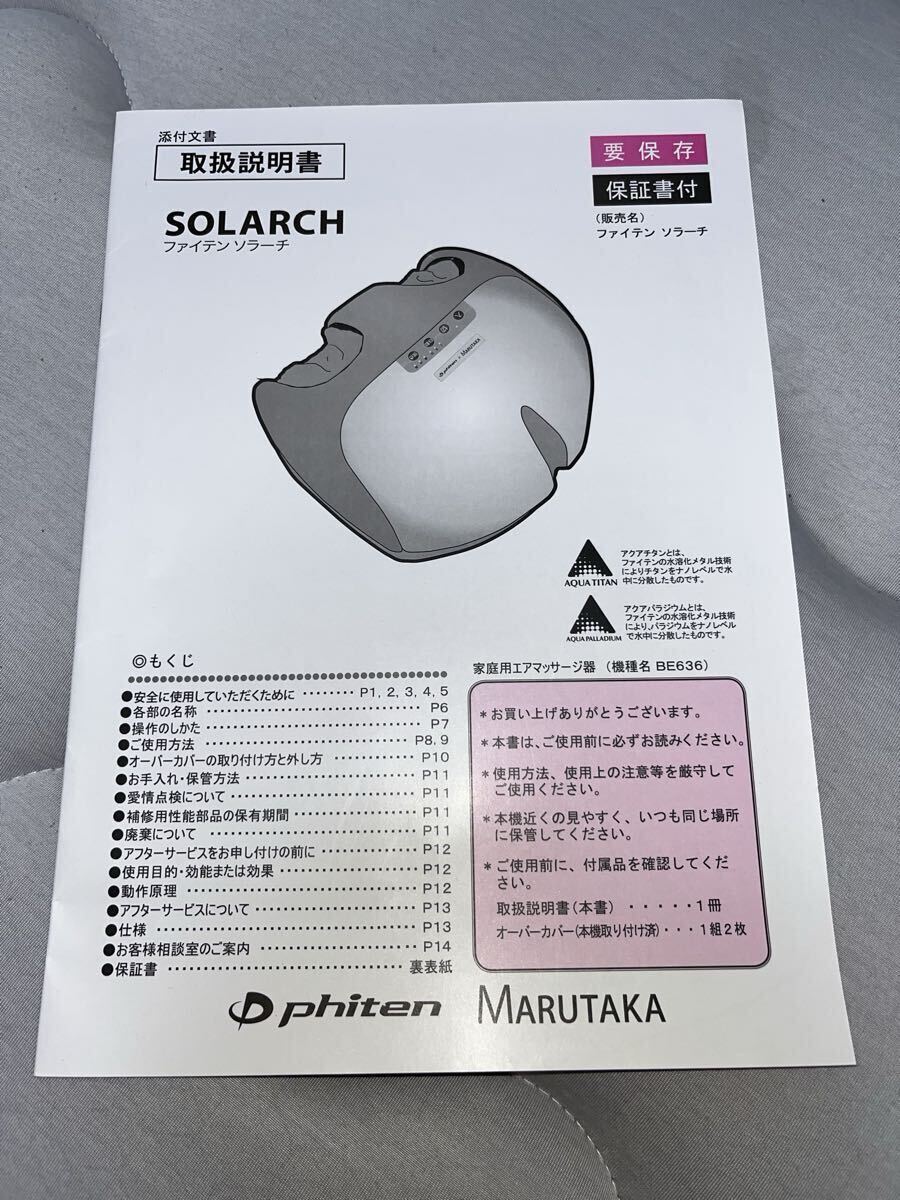 添付文書
取扱説明書
要保存
保証書付
(販売名)
ファイテン ソラーチ
SOLARCH
ファイテン ソラーチ
phiten × MARUTAKA
AQUA TITAN
アクアチタンとは、
ファイテンの水溶化メタル技術
によりチタンをナノレベルで水
中に分散したものです。
AQUA PALLADIUM
アクアパラジウムとは、
ファイテンの水溶化メタル技術
により、パラジウムをナノレベル
で水中に分散したものです。
◎もくじ
●安全に使用していただくために ········ P1, 2, 3, 4, 5
●各部の名称 ···················· P6
●操作のしかた ···················· P7
●ご使用方法 ···················· P8, 9
●オーバーカバーの取り付け方と外し方 ·········· P10
●お手入れ・保管方法 ················ P11
●愛情点検について ················ P11
●補修用性能部品の保有期間 ············ P11
●廃棄について ···················· P11
●アフターサービスをお申し付けの前に ·········· P12
●使用目的・効能または効果 ············ P12
●動作原理 ···················· P12
●アフターサービスについて ·············· P13
●仕様 ························ P13
●お客様相談室のご案内 ·············· P14
●保証書 ···················· 裏表紙
家庭用エアマッサージ器 (機種名 BE636)
*お買い上げありがとうございます。
*本書は、ご使用前に必ずお読みください。
*使用方法、使用上の注意等を厳守して
ご使用ください。
*本機近くの見やすく、いつも同じ場所
に保管してください。
*ご使用前に、付属品を確認してくだ
さい。
取扱説明書(本書) ·····1冊
オーバーカバー(本機取り付け済)···1組2枚
phiten MARUTAKA